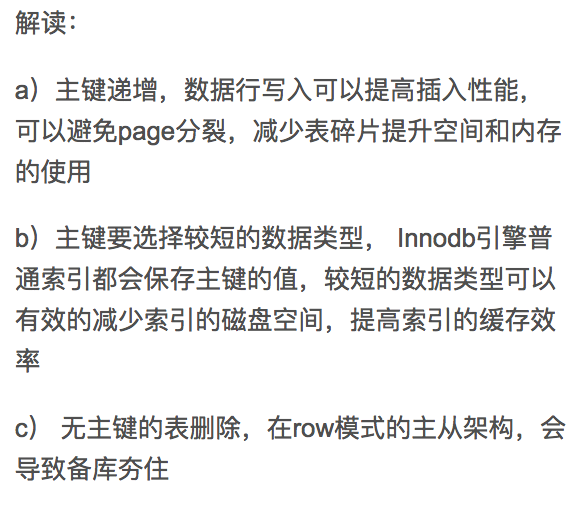 解读：
a）主键递增，数据行写入可以提高插入性能，
可以避免page分裂，减少表碎片提升空间和内存
的使用
b）主键要选择较短的数据类型， Innodb引擎普
通索引都会保存主键的值，较短的数据类型可以
有效的减少索引的磁盘空间，提高索引的缓存效
率
c） 无主键的表删除，在row模式的主从架构，会
导致备库夯住